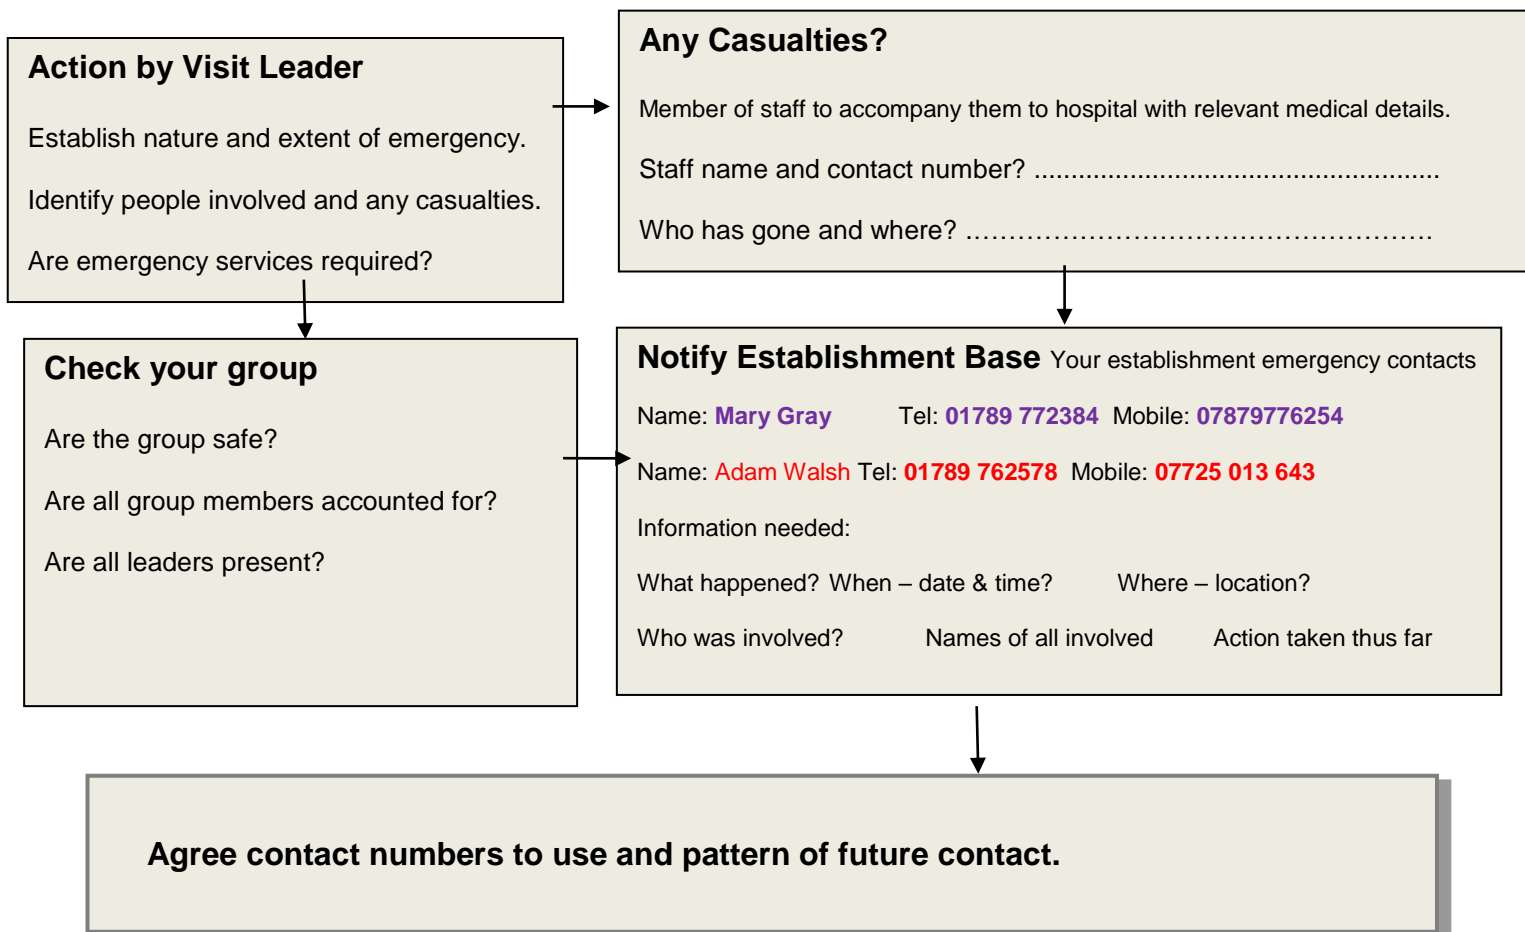 Action by Visit Leader
Establish nature and extent of emergency.
Identify people involved and any casualties.
Are emergency services required?
Any Casualties?
Member of staff to accompany them to hospital with relevant medical details.
Staff name and contact number? .......................................................
Who has gone and where? ..……………………………………………………….
Check your group
Are the group safe?
Are all group members accounted for?
Are all leaders present?
Notify Establishment Base Your establishment emergency contacts
Name: Mary Gray Tel: 01789 772384 Mobile: 07879776254
Name: Adam Walsh Tel: 01789 762578 Mobile: 07725 013 643
Information needed:
What happened? When – date & time? Where – location?
Who was involved? Names of all involved Action taken thus far
Agree contact numbers to use and pattern of future contact.